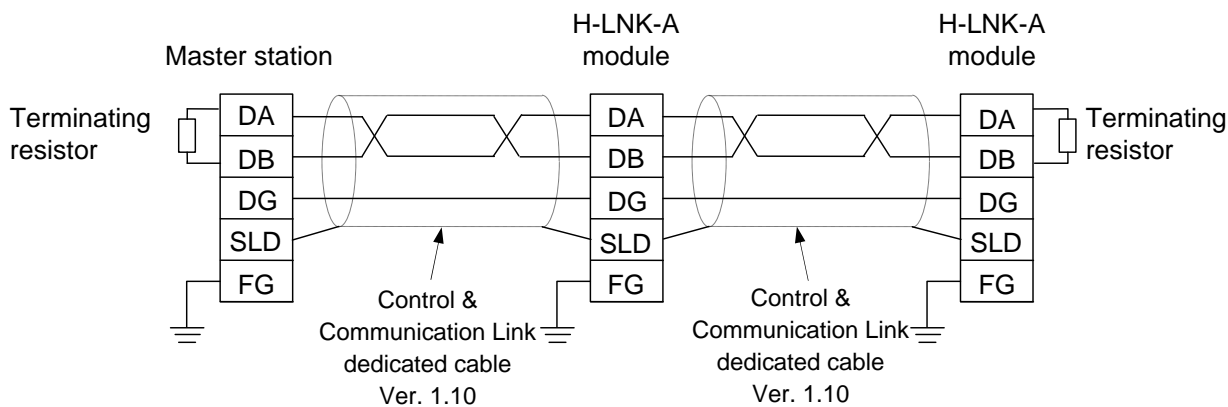 H-LNK-A
module
H-LNK-A
module
Master station
Terminating
resistor
DA
DB
DG
SLD
FG
DA
DB
DG
SLD
FG
DA
DB
DG
SLD
FG
Terminating
resistor
Control &
Communication Link
dedicated cable
Ver. 1.10
Control &
Communication Link
dedicated cable
Ver. 1.10